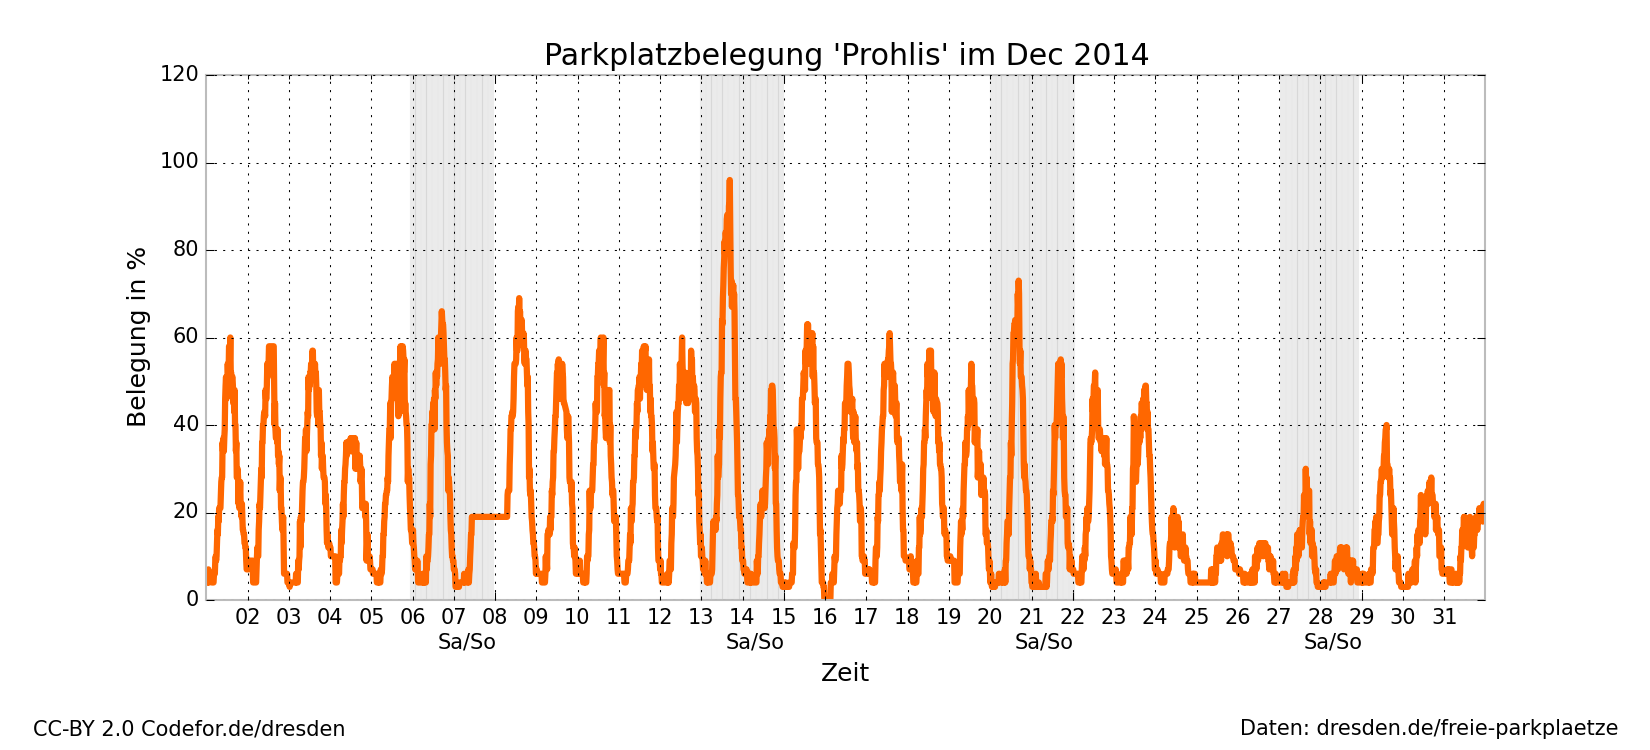 Parkplatzbelegung 'Prohlis' im Dec 2014
120
100
80
60
40
20
0
Belegung in %
02 03 04 05 06 07 08 09 10 11 12 13 14 15 16 17 18 19 20 21 22 23 24 25 26 27 28 29 30 31
Sa/So Sa/So Sa/So Sa/So
Zeit
CC-BY 2.0 Codefor.de/dresden
Daten: dresden.de/freie-parkplaetze